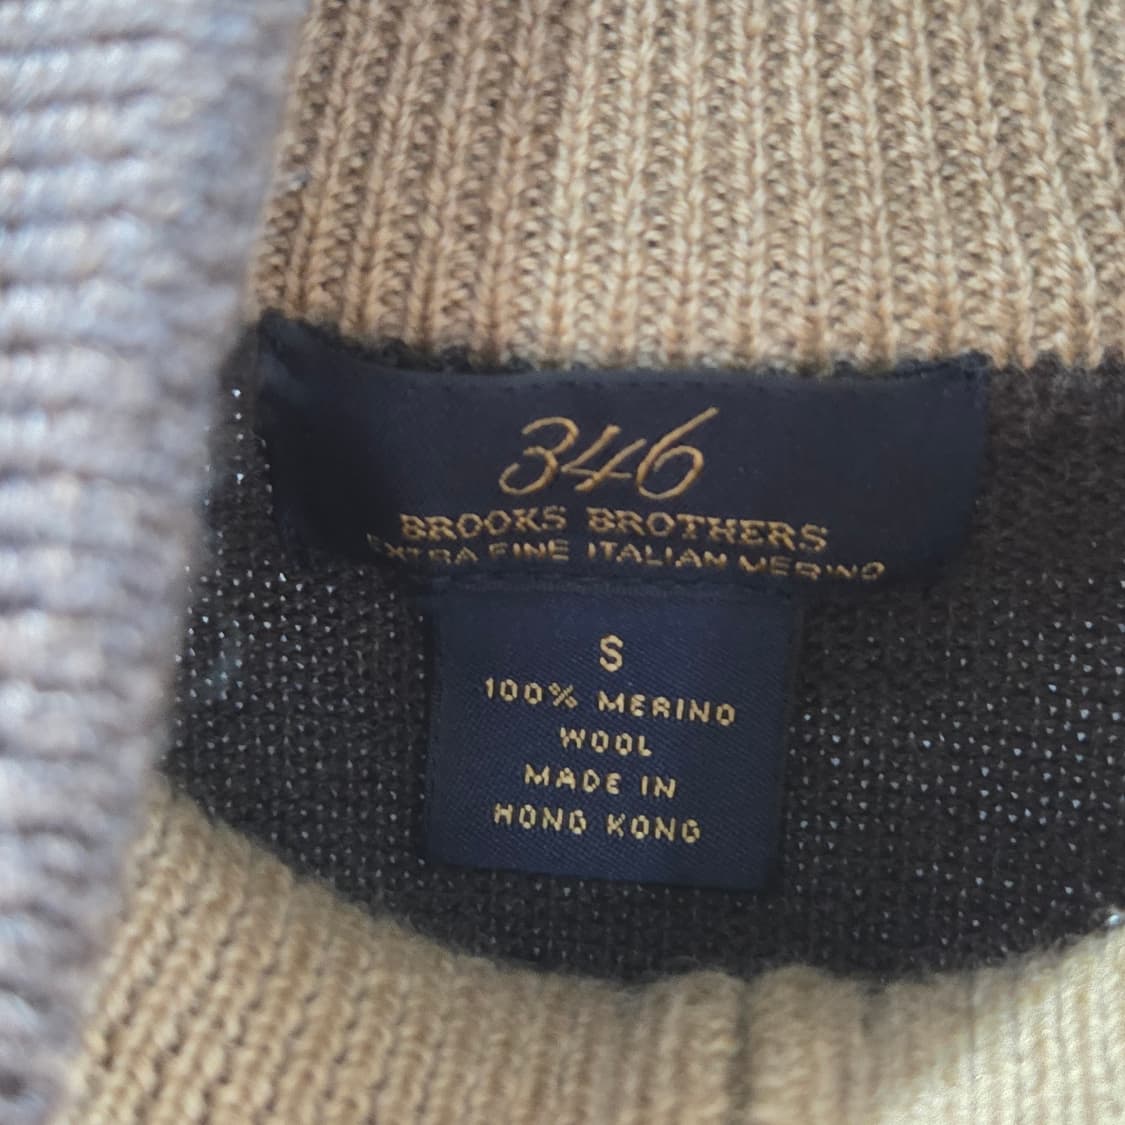 346
BROOKS BROTHERS
EXTRA FINE ITALIAN MERINO
S
100% MERINO
WOOL
MADE IN
HONG KONG